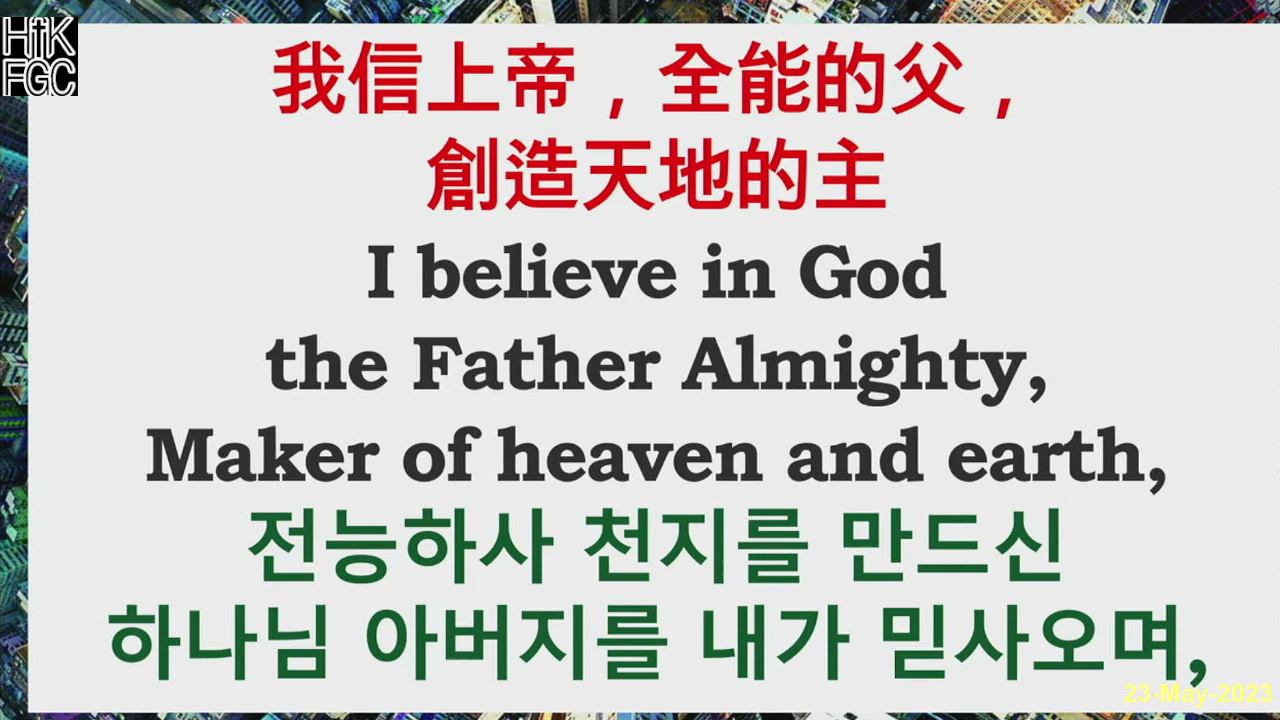 HfK
FGC
我信上帝，全能的父，
創造天地的主
I believe in God
the Father Almighty,
Maker of heaven and earth,
전능하사 천지를 만드신
하나님 아버지를 내가 믿사오며,
23-May-2023